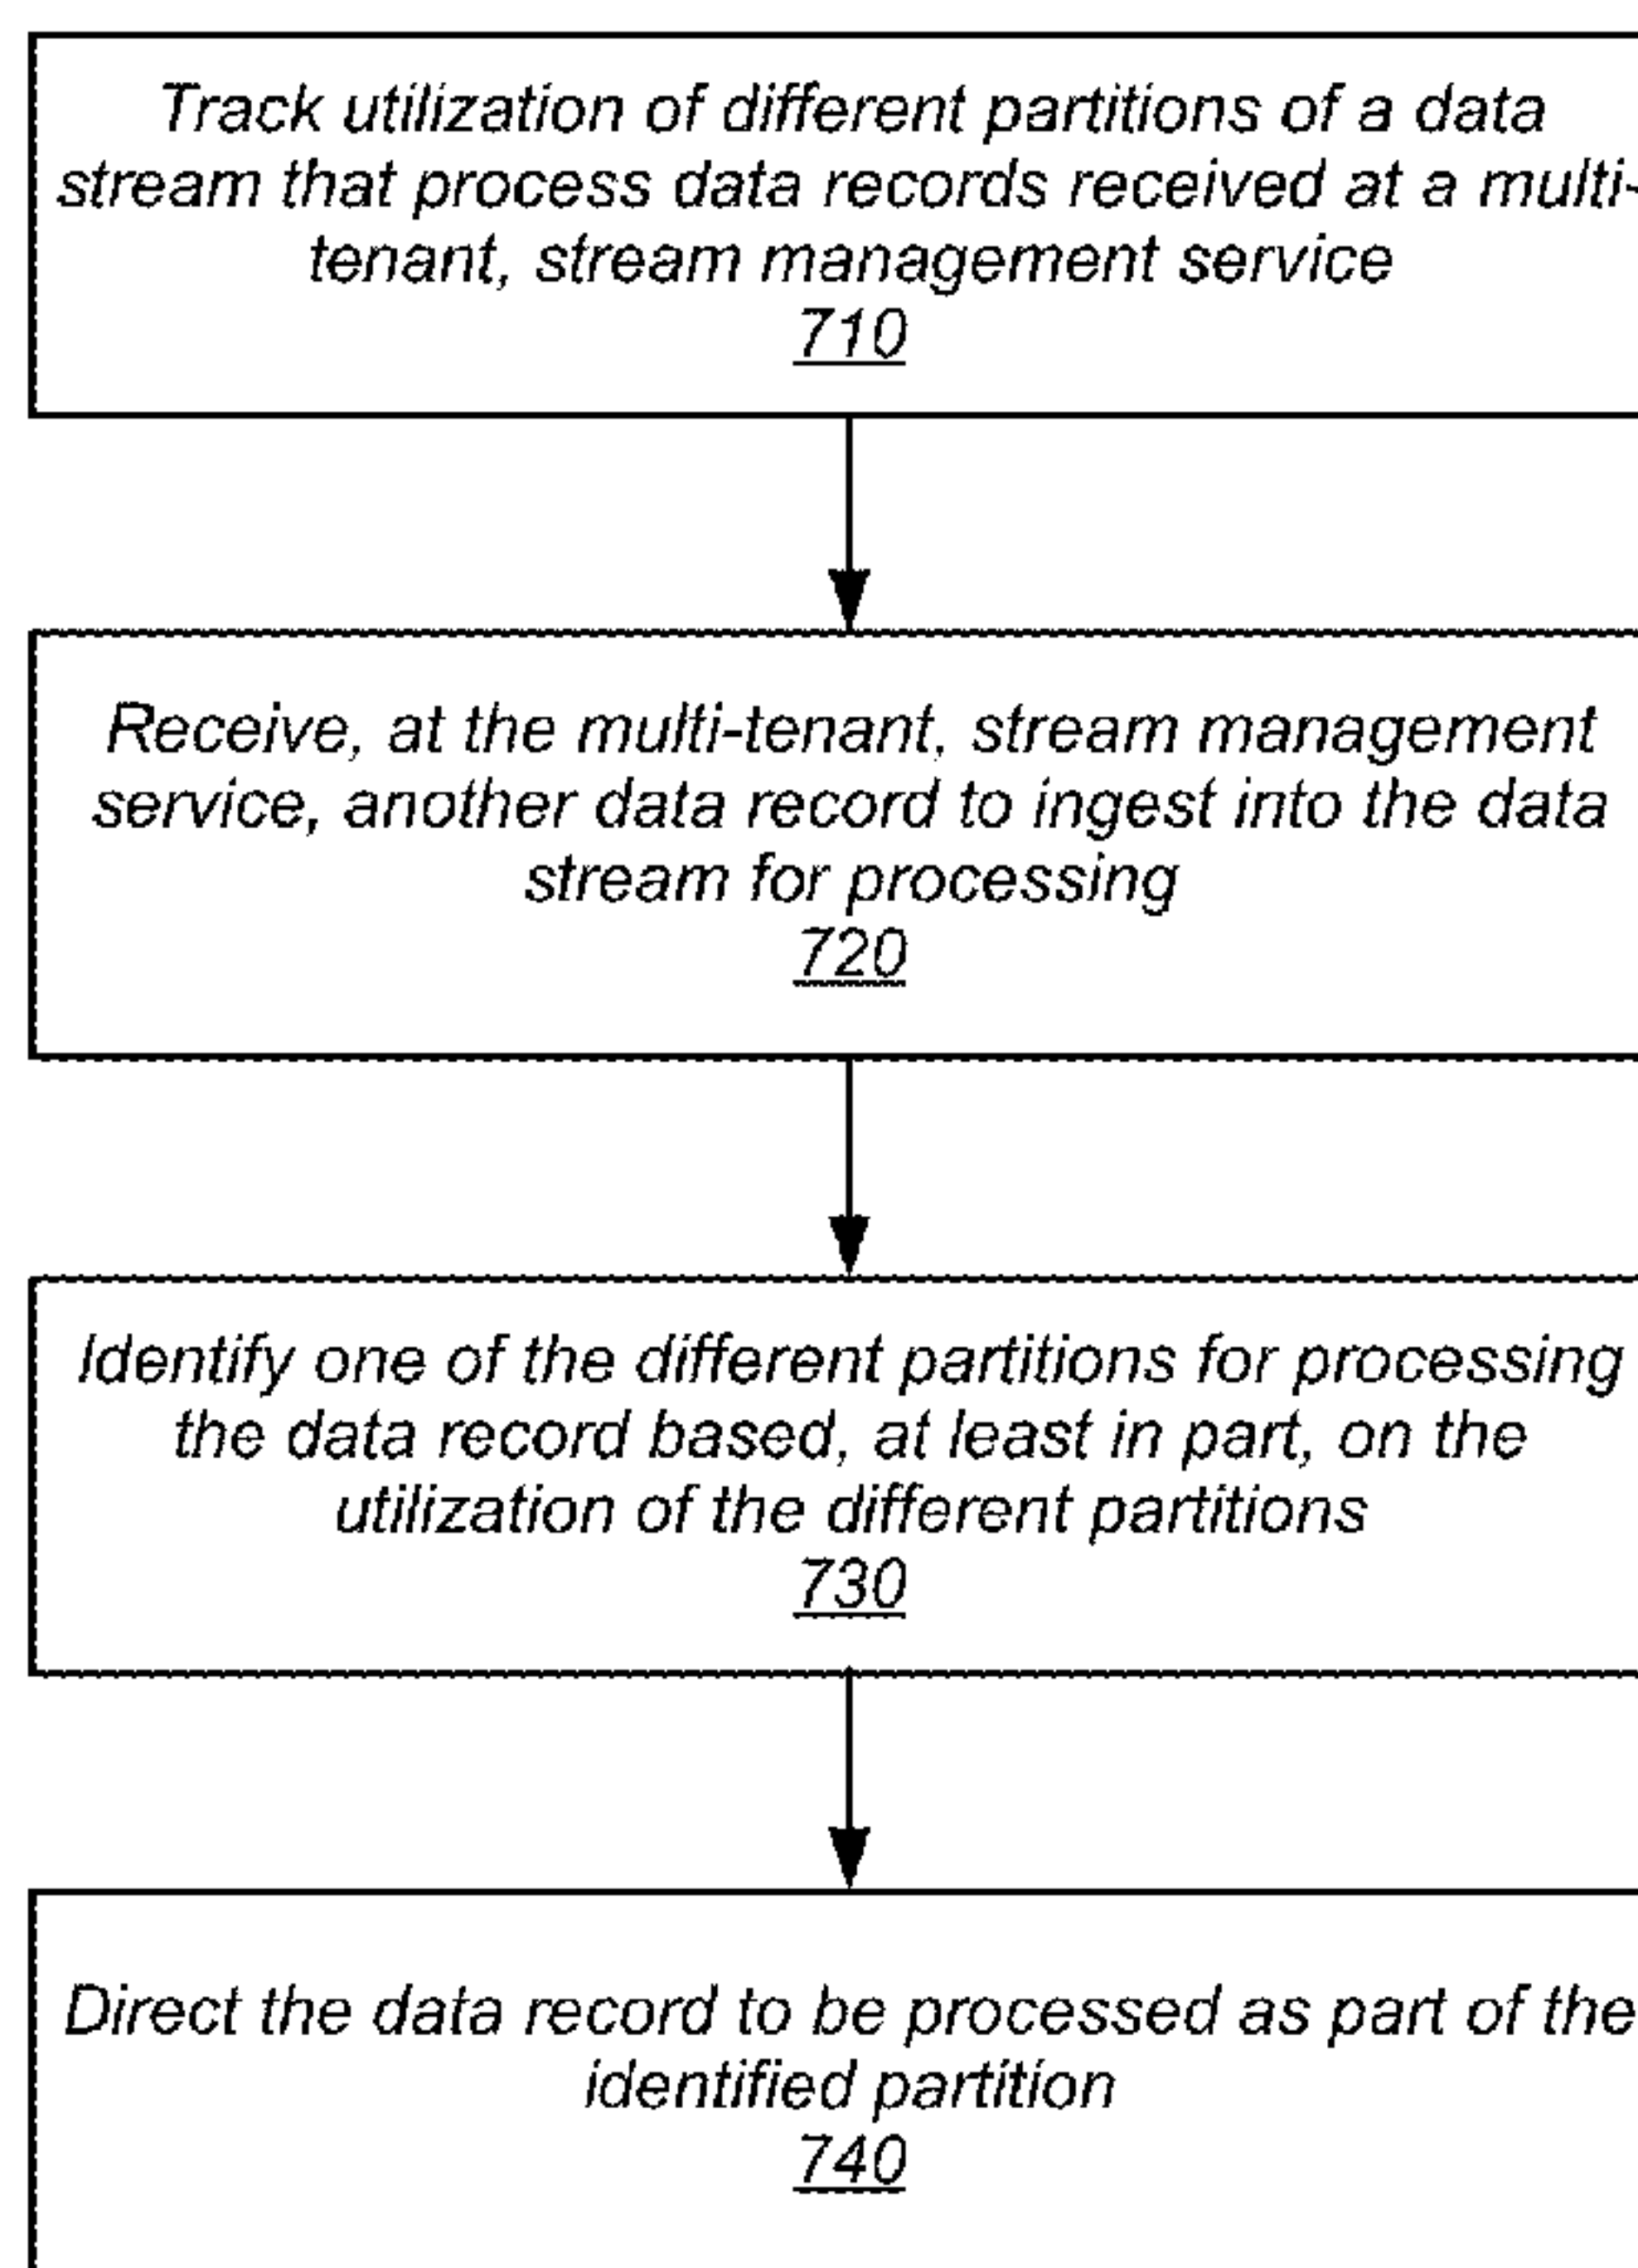 Track utilization of different partitions of a data
stream that process data records received at a multi-
tenant, stream management service
710
Receive, at the multi-tenant, stream management
service, another data record to ingest into the data
stream for processing
720
Identify one of the different partitions for processing
the data record based, at least in part, on the
utilization of the different partitions
730
Direct the data record to be processed as part of the
identified partition
740